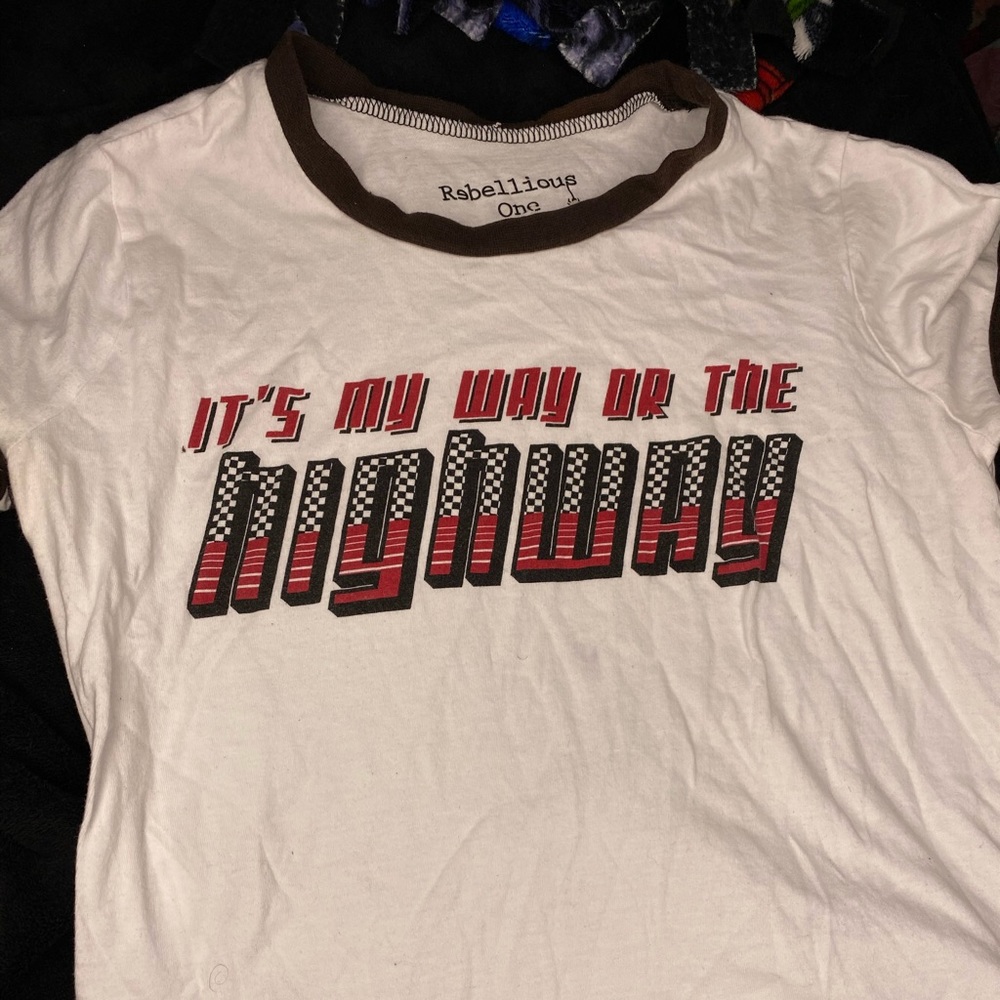 Rebellious
One
IT'S MY WAY OR THE
highway